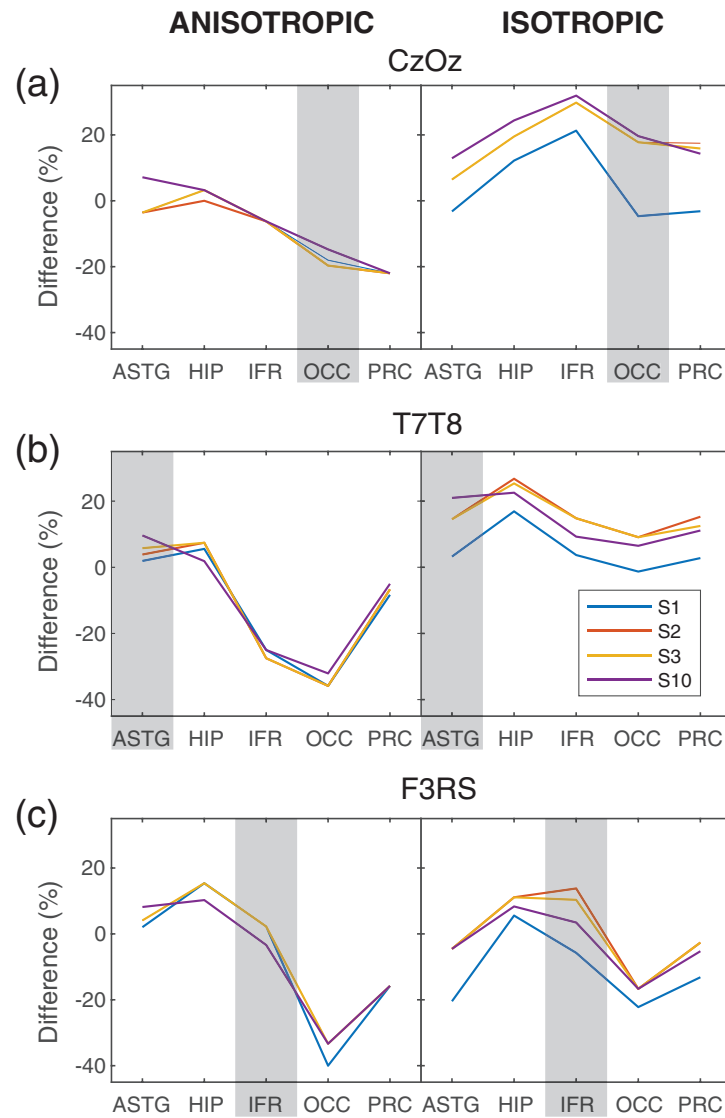 ANISOTROPIC ISOTROPIC
(a) CzOz
Difference (%)
20
0
-20
-40
ASTG HIP IFR OCC PRC ASTG HIP IFR OCC PRC
(b) T7T8
Difference (%)
20
0
-20
-40
S1
S2
S3
S10
ASTG HIP IFR OCC PRC ASTG HIP IFR OCC PRC
(c) F3RS
Difference (%)
20
0
-20
-40
ASTG HIP IFR OCC PRC ASTG HIP IFR OCC PRC